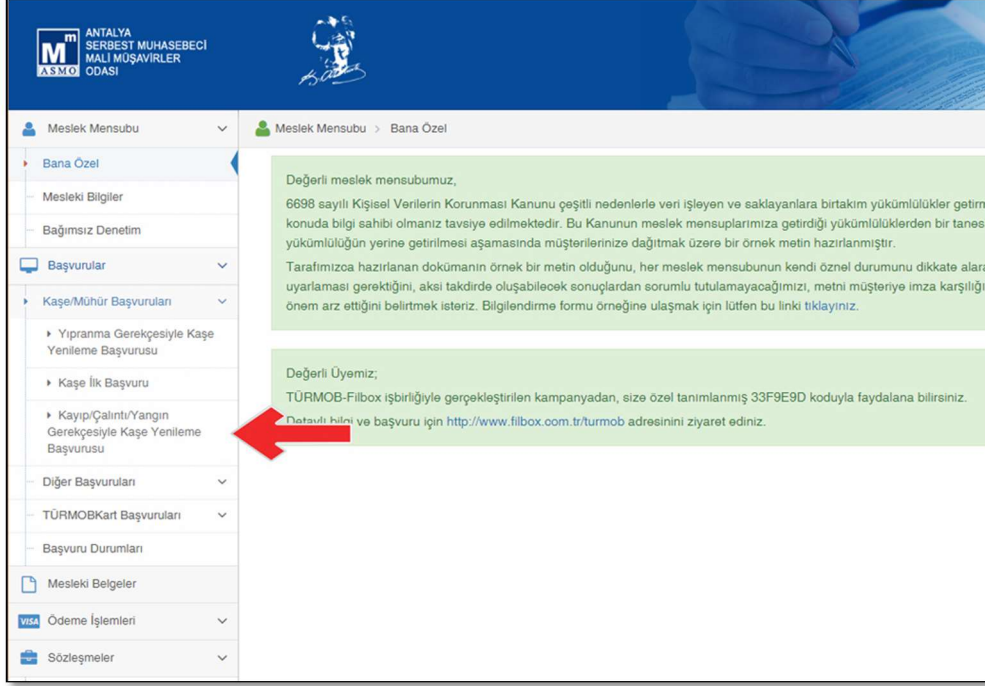 ANTALYA
SERBEST MUHASEBECİ
MALİ MÜŞAVİRLER
ODASI
Mm
ASMO
Meslek Mensubu
Bana Özel
Mesleki Bilgiler
Bağımsız Denetim
Başvurular
Kaşe/Mühür Başvuruları
Yıpranma Gerekçesiyle Kaşe
Yenileme Başvurusu
Kaşe İlk Başvuru
Kayıp/Çalıntı/Yangın
Gerekçesiyle Kaşe Yenileme
Başvurusu
Diğer Başvuruları
TÜRMOBKart Başvuruları
Başvuru Durumları
Mesleki Belgeler
VISA Ödeme İşlemleri
Sözleşmeler
Meslek Mensubu > Bana Özel
Değerli meslek mensubumuz,
6698 sayılı Kişisel Verilerin Korunması Kanunu çeşitli nedenlerle veri işleyen ve saklayanlara birtakım yükümlülükler getirm
konuda bilgi sahibi olmanız tavsiye edilmektedir. Bu Kanunun meslek mensuplarımıza getirdiği yükümlülüklerden bir tanes
yükümlülüğün yerine getirilmesi aşamasında müşterilerinize dağıtmak üzere bir örnek metin hazırlanmıştır.
Tarafımızca hazırlanan dokümanın örnek bir metin olduğunu, her meslek mensubunun kendi öznel durumunu dikkate alara
uyarlaması gerektiğini, aksi takdirde oluşabilecek sonuçlardan sorumlu tutulamayacağımızı, metni müşteriye imza karşılığı
önem arz ettiğini belirtmek isteriz. Bilgilendirme formu örneğine ulaşmak için lütfen bu linki tıklayınız.
Değerli Üyemiz;
TÜRMOB-Filbox işbirliğiyle gerçekleştirilen kampanyadan, size özel tanımlanmış 33F9E9D koduyla faydalana bilirsiniz.
Detaylı bilgi ve başvuru için http://www.filbox.com.tr/turmob adresini ziyaret ediniz.